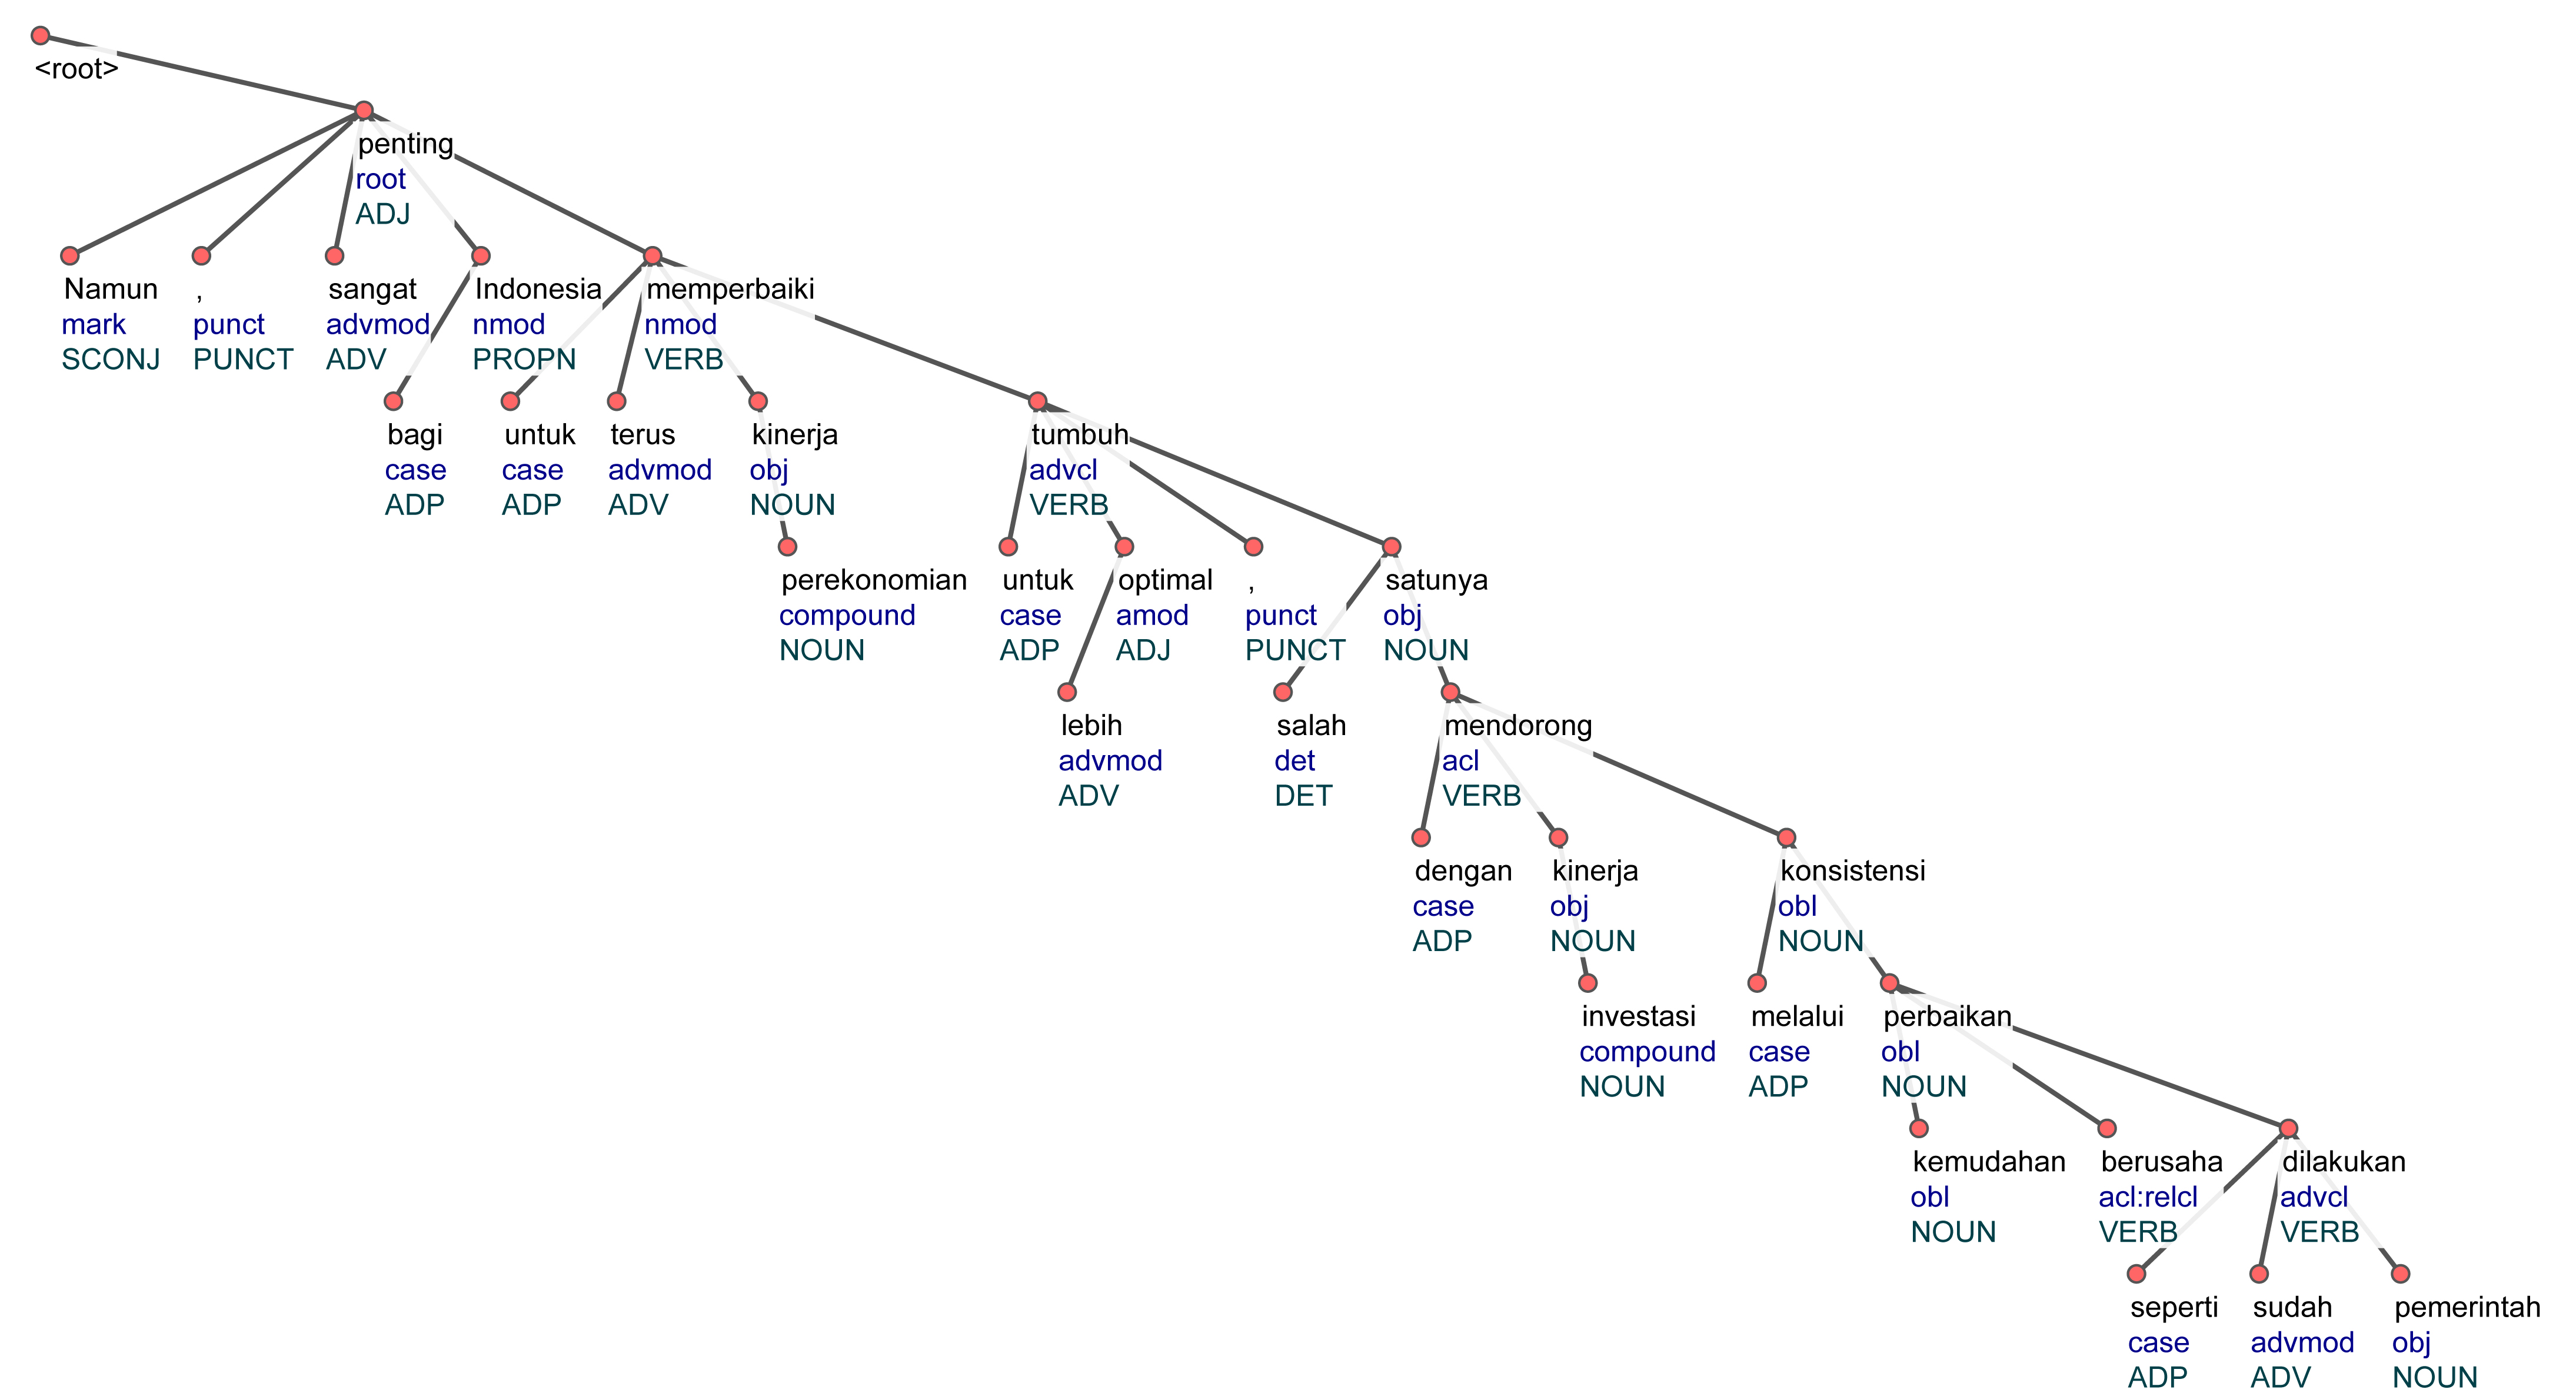 <root>
penting
root
ADJ
Namun , sangat Indonesia memperbaiki
mark punct advmod nmod nmod
SCONJ PUNCT ADV PROPN VERB
bagi untuk terus kinerja tumbuh
case case advmod obj advcl
ADP ADP ADV NOUN VERB
perekonomian untuk optimal , satunya
compound case amod punct obj
NOUN ADP ADJ PUNCT NOUN
lebih salah mendorong
advmod det acl
ADV DET VERB
dengan kinerja konsistensi
case obj obl
ADP NOUN NOUN
investasi melalui perbaikan
compound case obl
NOUN ADP NOUN
kemudahan berusaha dilakukan
obl acl:relcl advcl
NOUN VERB VERB
seperti sudah pemerintah
case advmod obj
ADP ADV NOUN